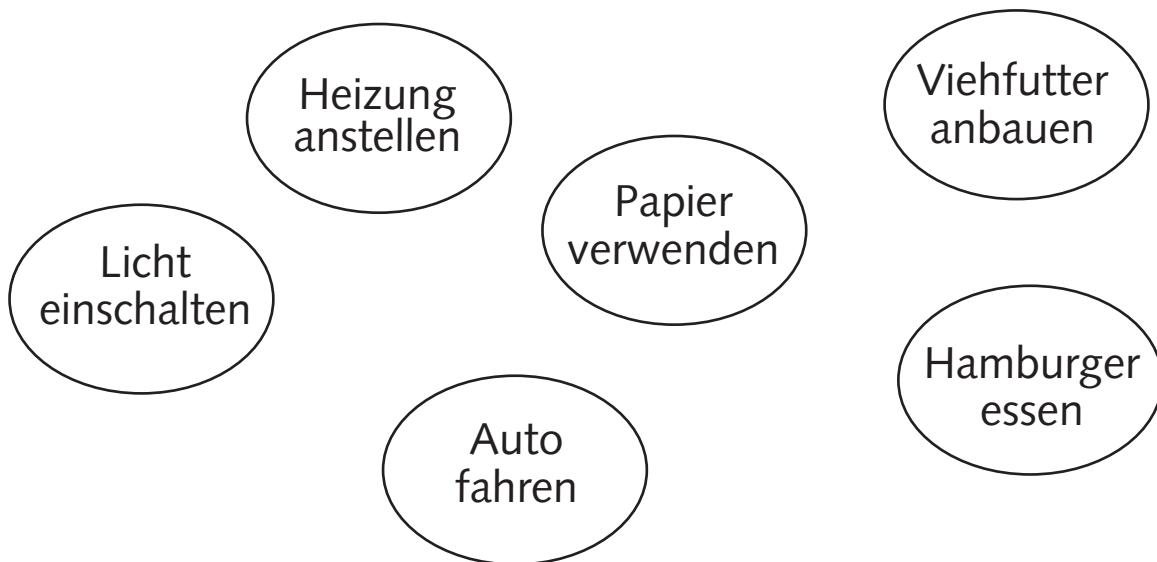 Heizung
anstellen
Viehfutter
anbauen
Papier
verwenden
Licht
einschalten
Hamburger
essen
Auto
fahren